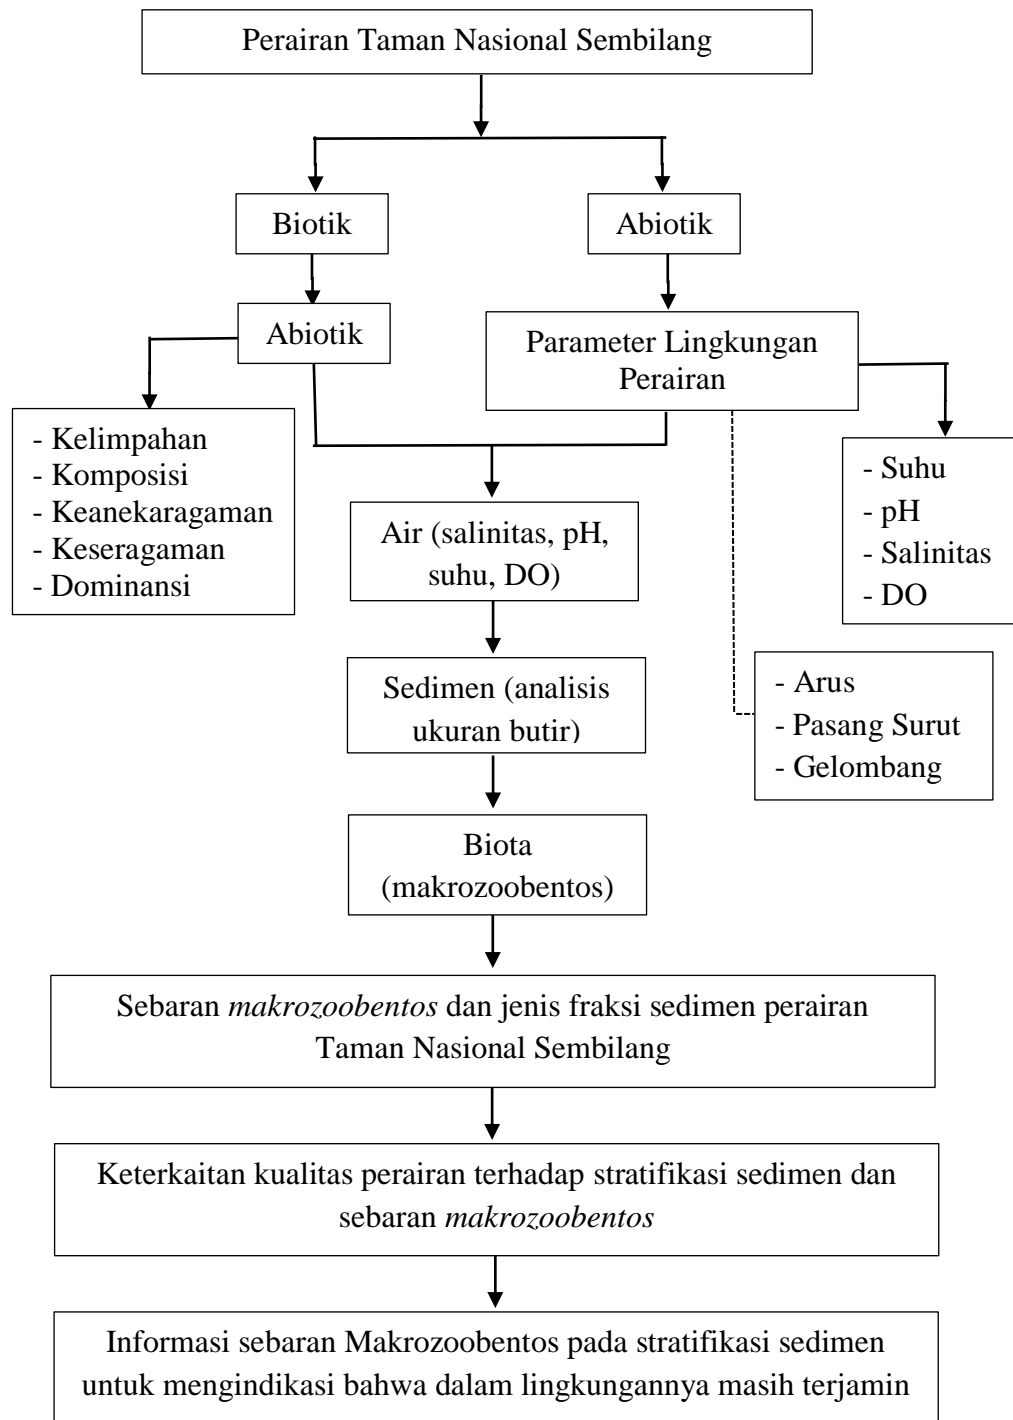 Perairan Taman Nasional Sembilang
Biotik
Abiotik
Abiotik
Parameter Lingkungan
Perairan
- Kelimpahan
- Komposisi
- Keanekaragaman
- Keseragaman
- Dominansi
- Suhu
- pH
- Salinitas
- DO
Air (salinitas, pH,
suhu, DO)
- Arus
- Pasang Surut
- Gelombang
Sedimen (analisis
ukuran butir)
Biota
(makrozoobentos)
Sebaran makrozoobentos dan jenis fraksi sedimen perairan
Taman Nasional Sembilang
Keterkaitan kualitas perairan terhadap stratifikasi sedimen dan
sebaran makrozoobentos
Informasi sebaran Makrozoobentos pada stratifikasi sedimen
untuk mengindikasi bahwa dalam lingkungannya masih terjamin